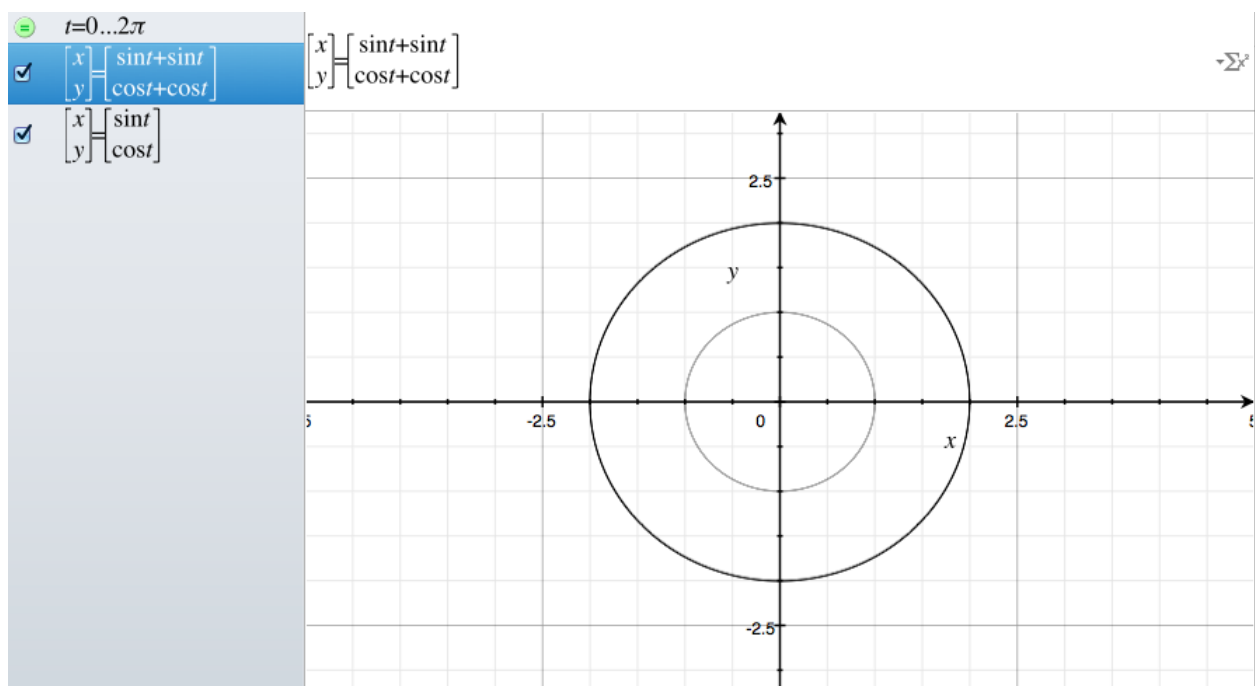 t=0...2π
[x y]=[sint+sint cost+cost]
[x y]=[sint cost]
[x y]=[sint+sint cost+cost]
Σx²
2.5
y
-2.5
0
2.5
x
-2.5